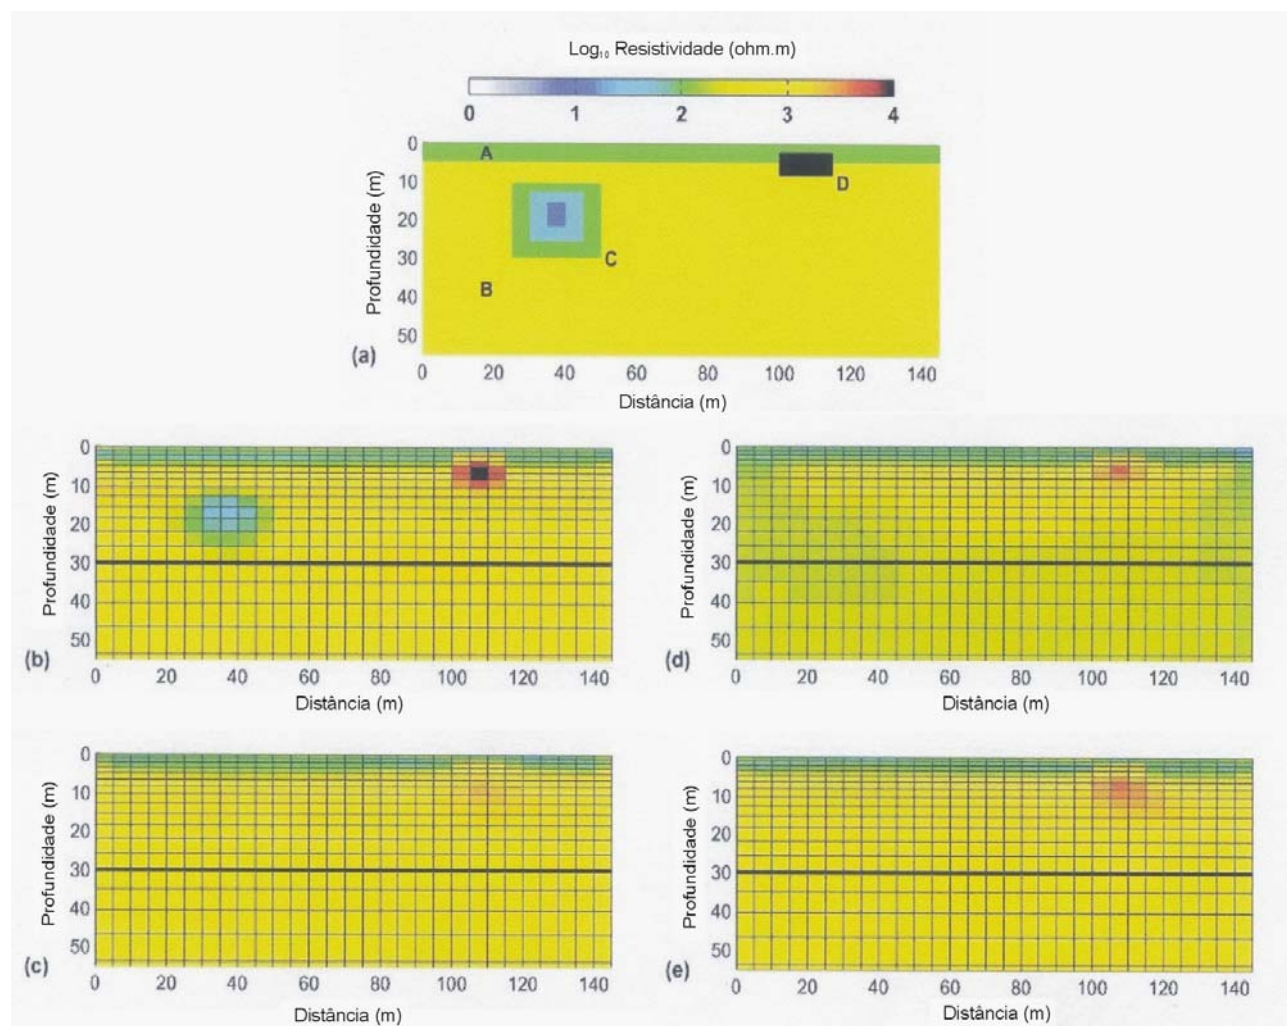 Log₁₀ Resistividade (ohm.m)
0 1 2 3 4
Profundidade (m)
0
10
20
30
40
50
A
D
C
B
(a)
0 20 40 60 80 100 120 140
Distância (m)
Profundidade (m)
0
10
20
30
40
50
(b)
0 20 40 60 80 100 120 140
Distância (m)
Profundidade (m)
0
10
20
30
40
50
(d)
0 20 40 60 80 100 120 140
Distância (m)
Profundidade (m)
0
10
20
30
40
50
(c)
0 20 40 60 80 100 120 140
Distância (m)
Profundidade (m)
0
10
20
30
40
50
(e)
0 20 40 60 80 100 120 140
Distância (m)